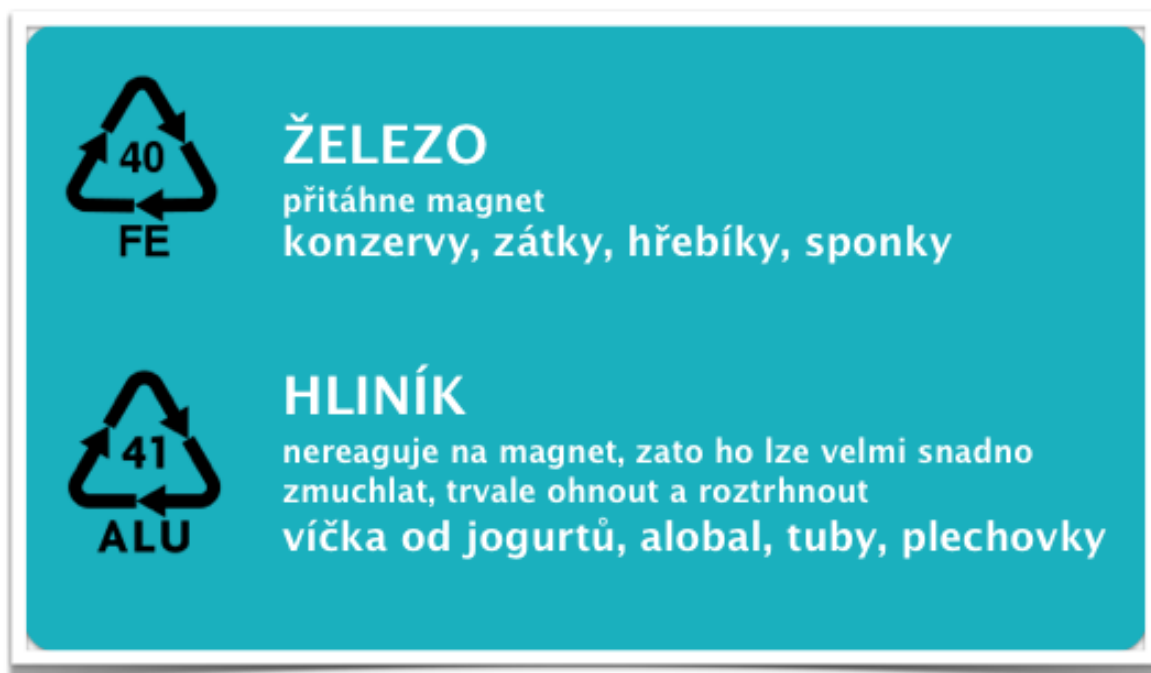 40
FE
ŽELEZO
přitáhne magnet
konzervy, zátky, hřebíky, sponky
41
ALU
HLINÍK
nereaguje na magnet, zato ho lze velmi snadno
zmuchlat, trvale ohnout a roztrhnout
víčka od jogurtů, alobal, tuby, plechovky